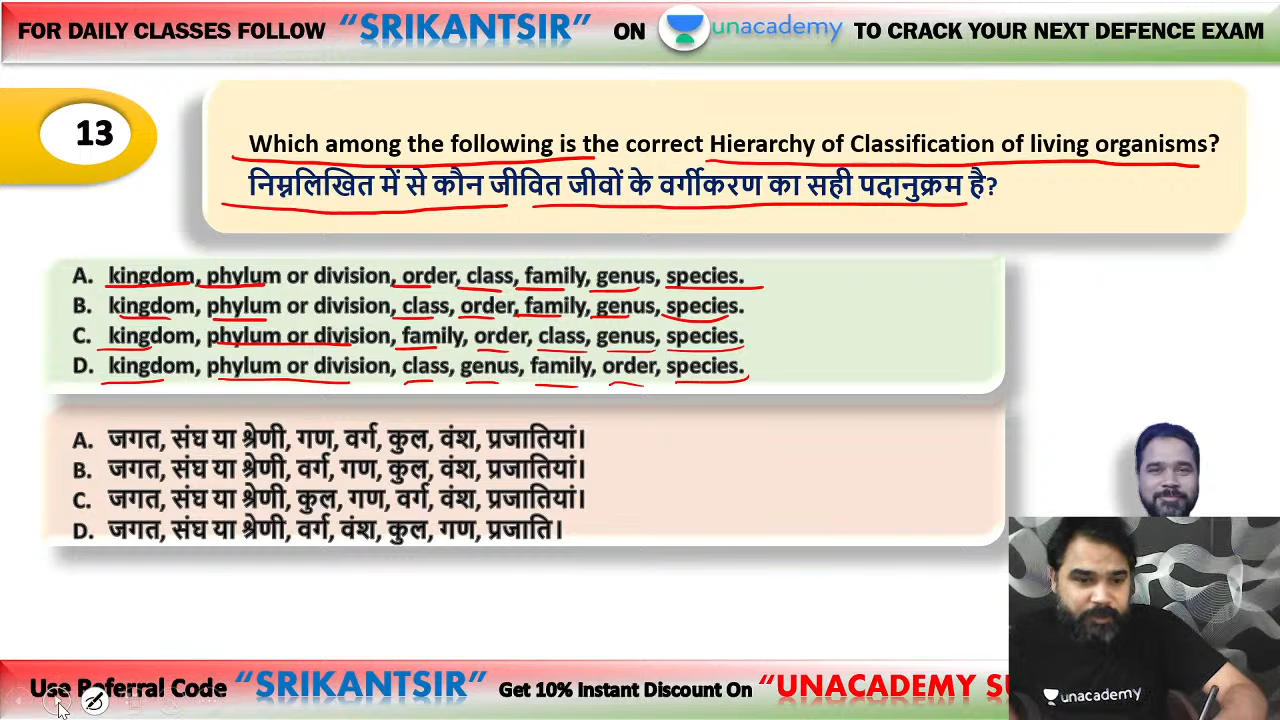 FOR DAILY CLASSES FOLLOW “SRIKANTSIR” ON unacademy TO CRACK YOUR NEXT DEFENCE EXAM
13
Which among the following is the correct Hierarchy of Classification of living organisms?
निम्नलिखित में से कौन जीवित जीवों के वर्गीकरण का सही पदानुक्रम है?
A. kingdom, phylum or division, order, class, family, genus, species.
B. kingdom, phylum or division, class, order, family, genus, species.
C. kingdom, phylum or division, family, order, class, genus, species.
D. kingdom, phylum or division, class, genus, family, order, species.
A. जगत, संघ या श्रेणी, गण, वर्ग, कुल, वंश, प्रजातियां।
B. जगत, संघ या श्रेणी, वर्ग, गण, कुल, वंश, प्रजातियां।
C. जगत, संघ या श्रेणी, कुल, गण, वर्ग, वंश, प्रजातियां।
D. जगत, संघ या श्रेणी, वर्ग, वंश, कुल, गण, प्रजाति।
Use Referral Code “SRIKANTSIR” Get 10% Instant Discount On “UNACADEMY
unacademy